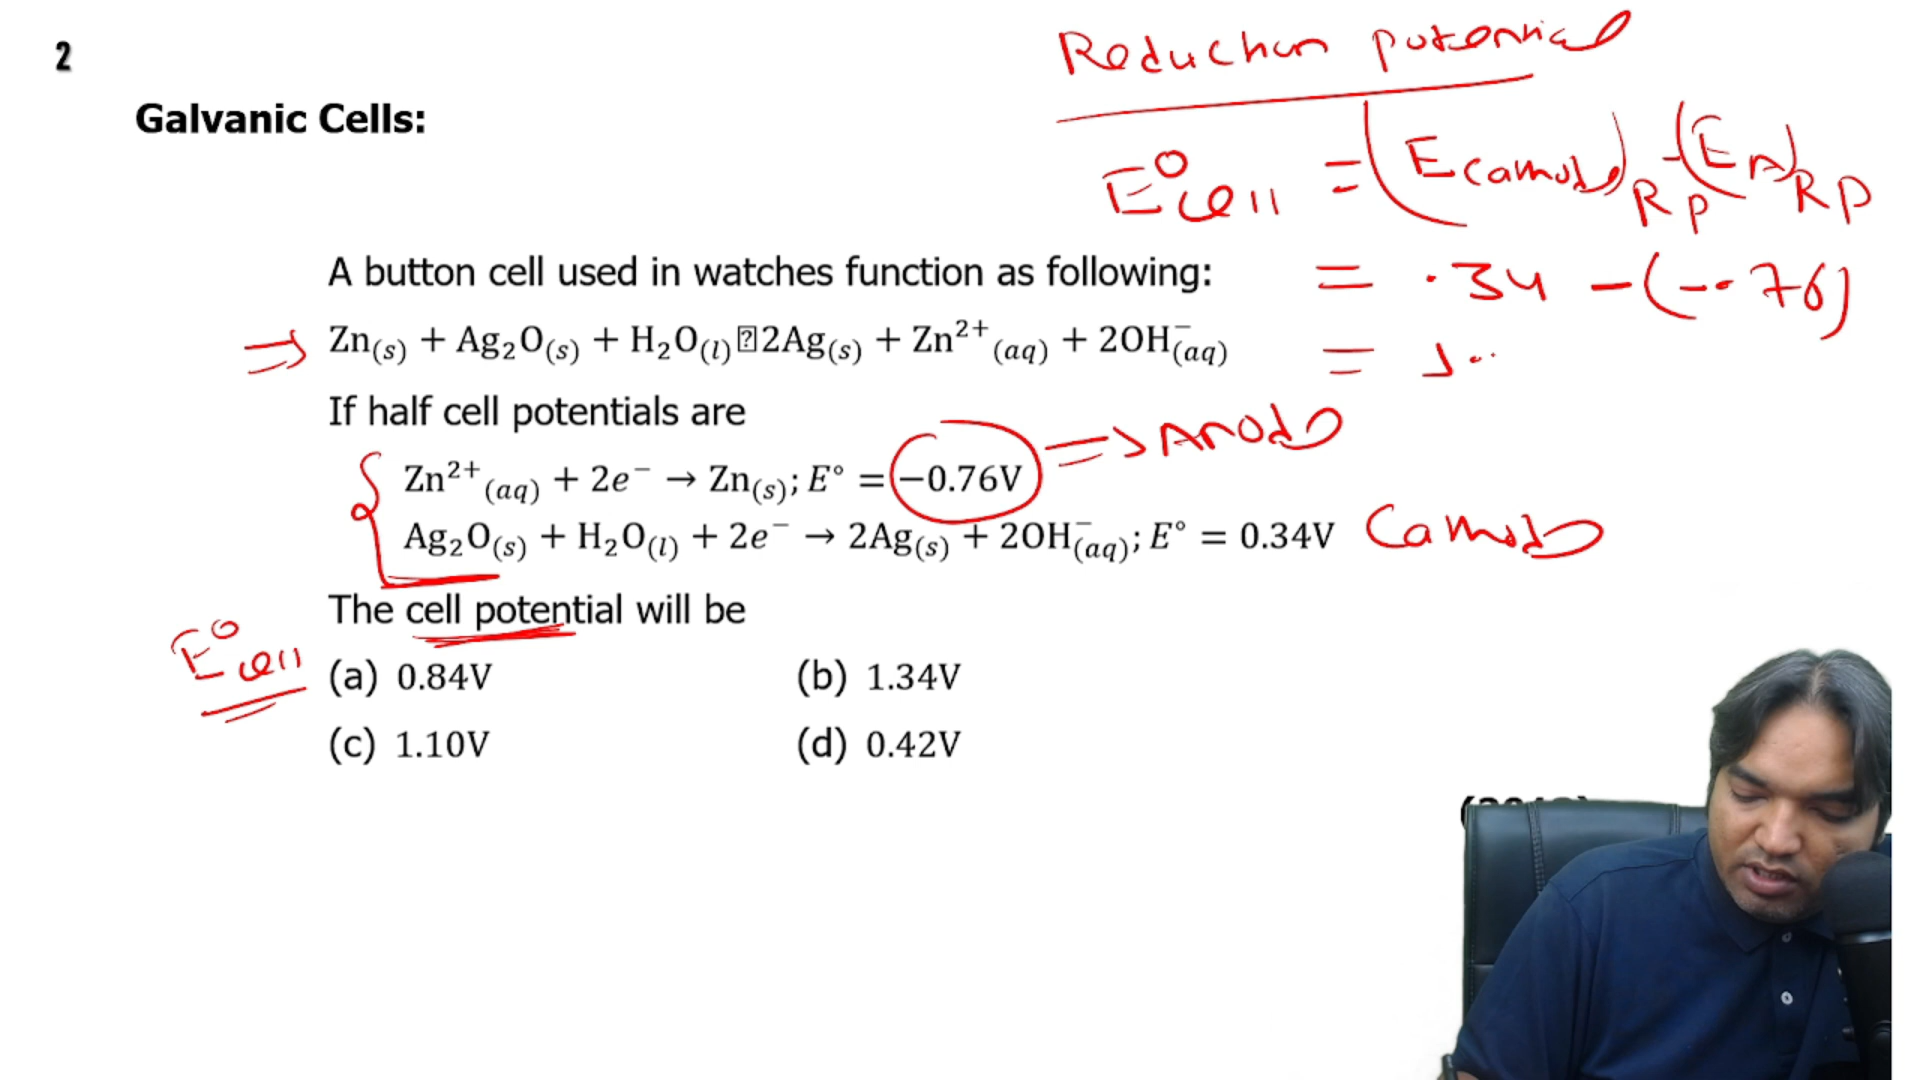 2
Reduchon potential
Galvanic Cells:
E°cell = (Ecathode)RP - (EA)RP
A button cell used in watches function as following:
= .34 - (-.76)
⇒ Zn(s) + Ag₂O(s) + H₂O(l) ⍰ 2Ag(s) + Zn²⁺(aq) + 2OH⁻(aq)
= 1..
If half cell potentials are
Zn²⁺(aq) + 2e⁻ → Zn(s); E° = −0.76V ⇒ Anode
Ag₂O(s) + H₂O(l) + 2e⁻ → 2Ag(s) + 2OH⁻(aq); E° = 0.34V Cathode
The cell potential will be
E°cell
(a) 0.84V (b) 1.34V
(c) 1.10V (d) 0.42V